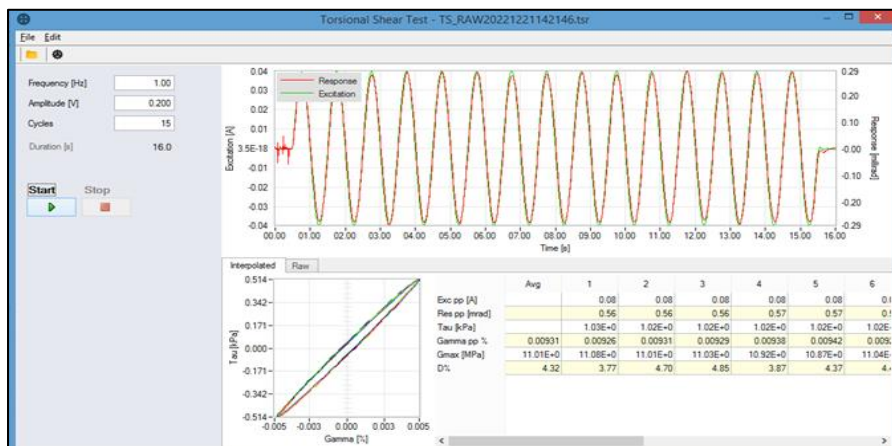 Torsional Shear Test - TS_RAW20221221142146.tsr
File Edit
Frequency [Hz] 1.00
Amplitude [V] 0.200
Cycles 15
Duration [s] 16.0
Start Stop
Response
Excitation
Excitation [A]
0.04
0.03
0.02
0.01
3.5E-18
-0.01
-0.02
-0.03
-0.04
0.29
0.20
0.10
-0.00
-0.10
-0.20
-0.29
Response [millirad]
00.00 01.00 02.00 03.00 04.00 05.00 06.00 07.00 08.00 09.00 10.00 11.00 12.00 13.00 14.00 15.00 16.00
Time [s]
Interpolated Raw
Tau [kPa]
0.514
0.342
0.171
0.000
-0.171
-0.342
-0.514
-0.005 -0.003 0.000 0.003 0.005
Gamma [%]
Avg 1 2 3 4 5 6
Exc pp [A] 0.08 0.08 0.08 0.08 0.08
Res pp [mrad] 0.56 0.56 0.56 0.57 0.57
Tau [kPa] 1.03E+0 1.02E+0 1.02E+0 1.02E+0 1.02E+0
Gamma pp % 0.00931 0.00926 0.00931 0.00929 0.00938 0.00942
Gmax [MPa] 11.01E+0 11.08E+0 11.01E+0 11.03E+0 10.92E+0 10.87E+0 11.04E
D% 4.32 3.77 4.70 4.85 3.87 4.37